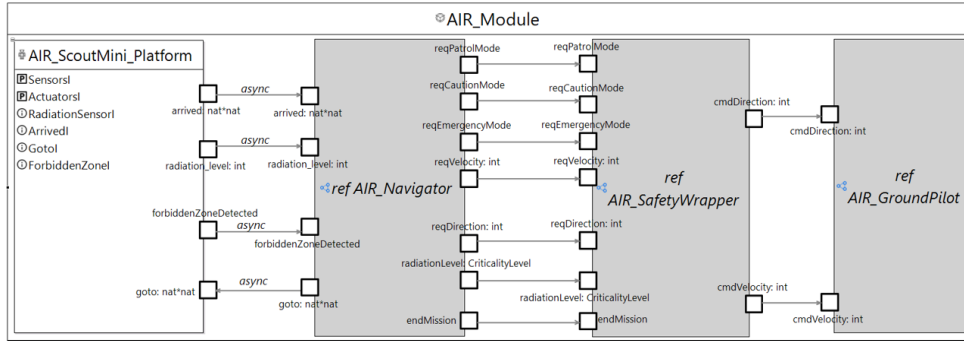 AIR_Module
AIR_ScoutMini_Platform
SensorsI
ActuatorsI
RadiationSensorI
ArrivedI
GotoI
ForbiddenZoneI
async
arrived: nat*nat
arrived: nat*nat
async
radiation_level: int
radiation_level: int
forbiddenZoneDetected
async
forbiddenZoneDetected
async
goto: nat*nat
goto: nat*nat
ref AIR_Navigator
reqPatrolMode
reqPatrolMode
reqCautionMode
reqCautionMode
reqEmergencyMode
reqEmergencyMode
reqVelocity: int
reqVelocity: int
reqDirection: int
reqDirection: int
radiationLevel: CriticalityLevel
radiationLevel: CriticalityLevel
endMission
endMission
ref
AIR_SafetyWrapper
cmdDirection: int
cmdDirection: int
ref
AIR_GroundPilot
cmdVelocity: int
cmdVelocity: int